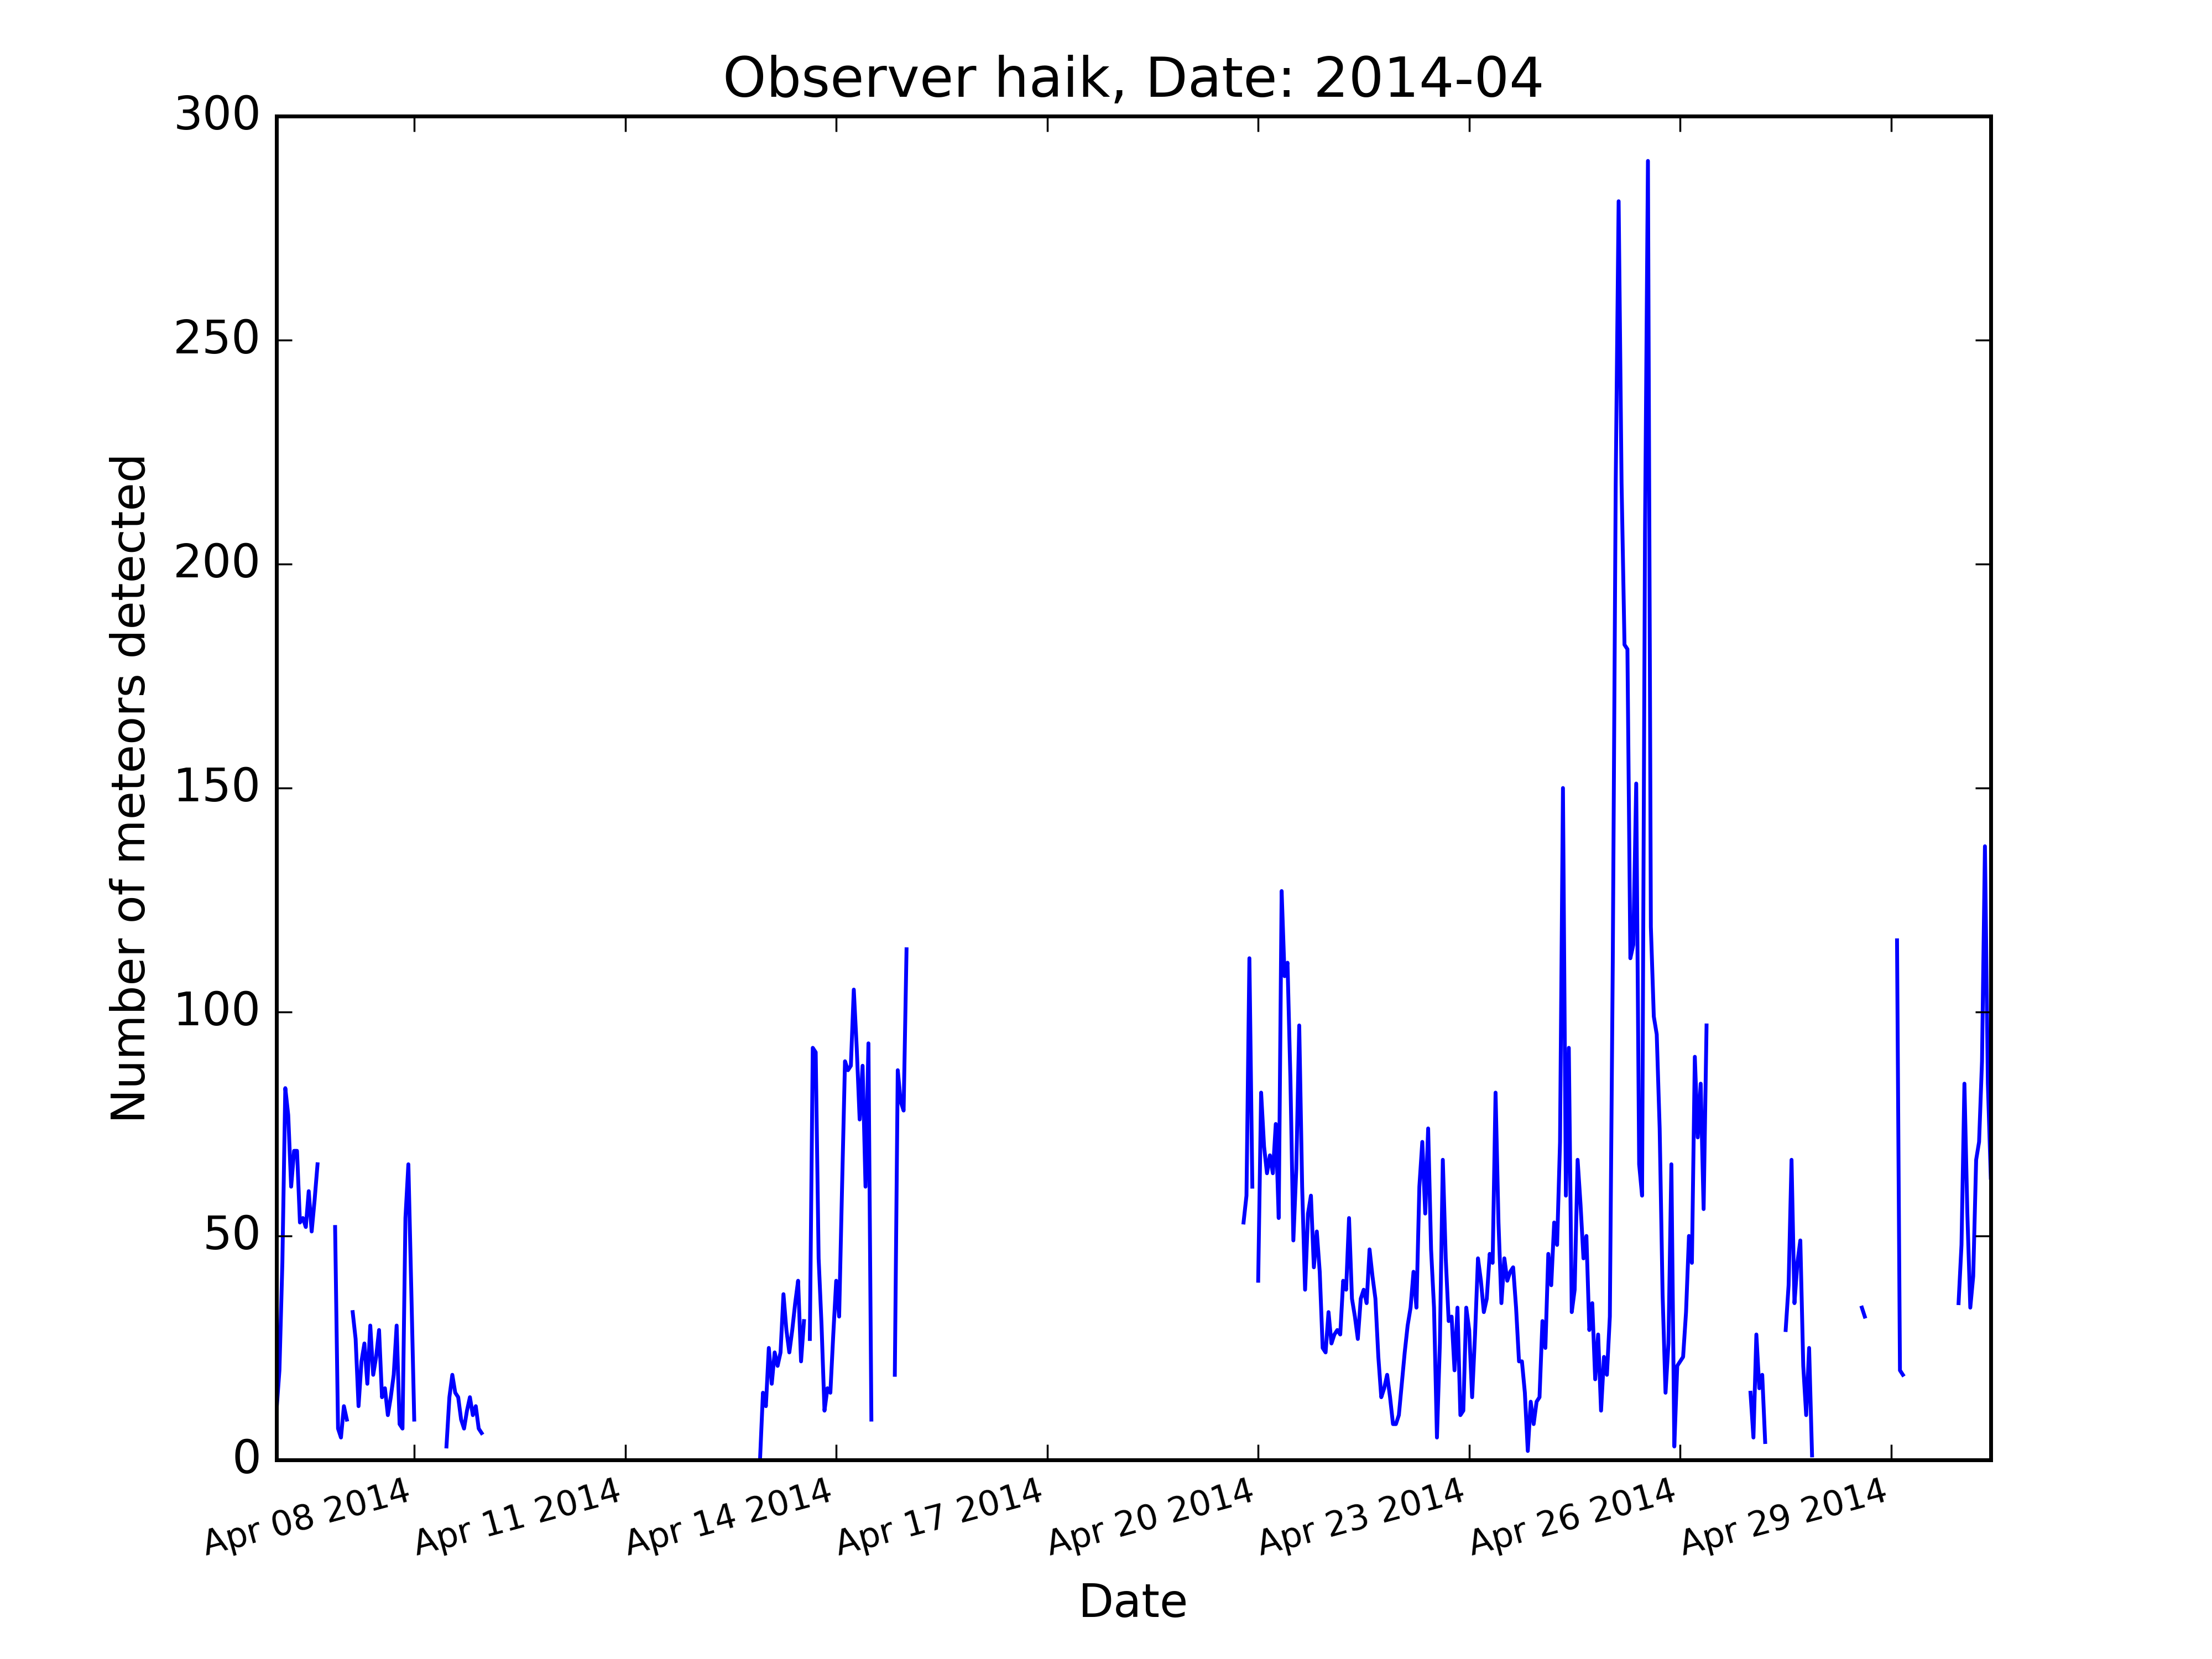 Observer haik, Date: 2014-04
300
250
200
150
100
50
0
Number of meteors detected
Apr 08 2014
Apr 11 2014
Apr 14 2014
Apr 17 2014
Apr 20 2014
Apr 23 2014
Apr 26 2014
Apr 29 2014
Date